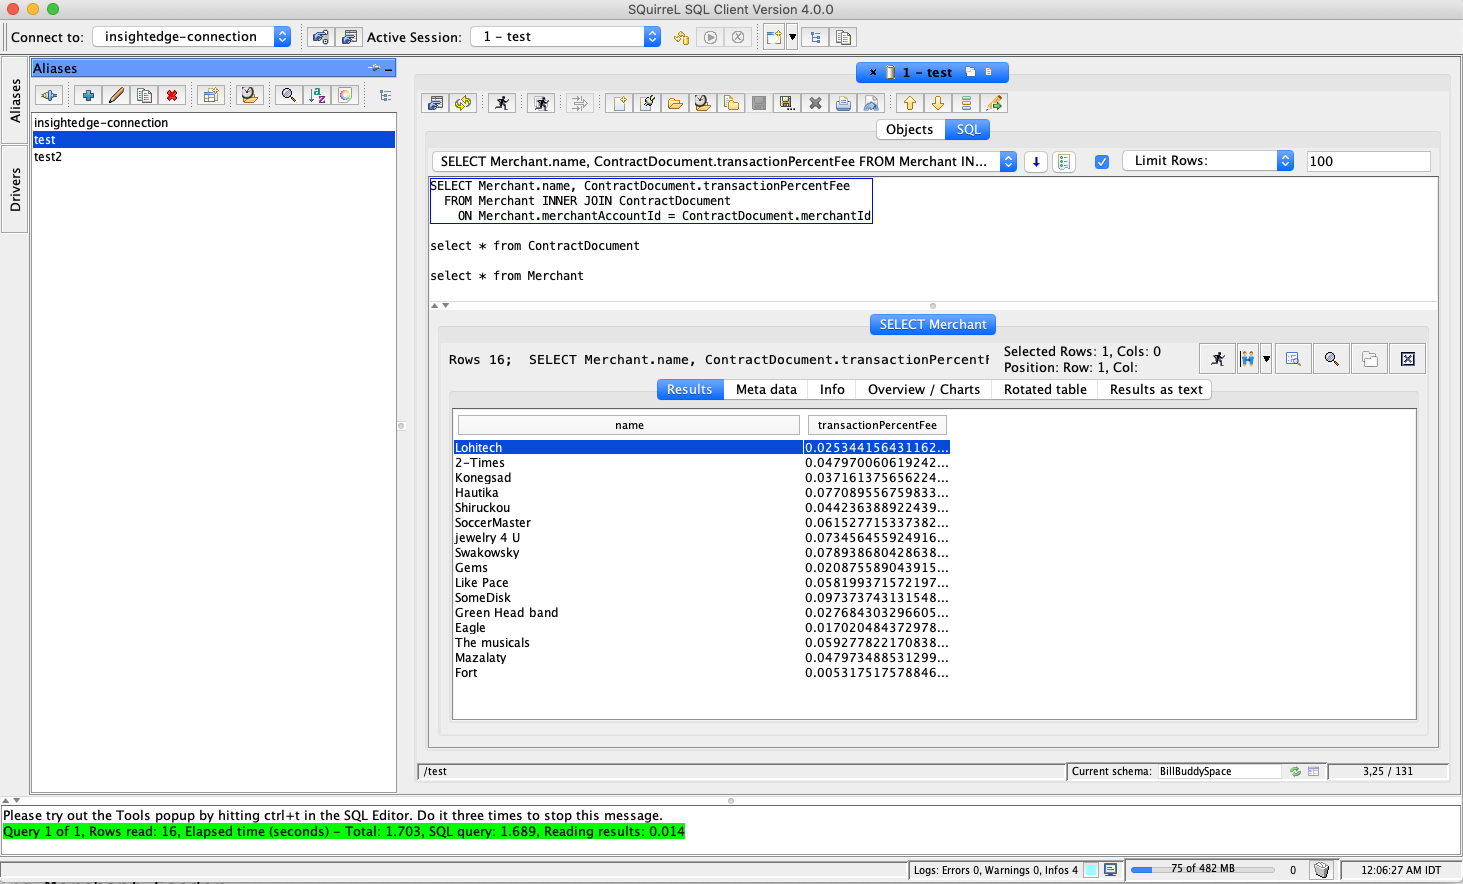 SQuirreL SQL Client Version 4.0.0
Connect to: insightedge-connection Active Session: 1 - test
Aliases
Drivers
Aliases
insightedge-connection
test
test2
1 - test
Objects SQL
SELECT Merchant.name, ContractDocument.transactionPercentFee FROM Merchant IN... Limit Rows: 100
SELECT Merchant.name, ContractDocument.transactionPercentFee
FROM Merchant INNER JOIN ContractDocument
ON Merchant.merchantAccountId = ContractDocument.merchantId
select * from ContractDocument
select * from Merchant
SELECT Merchant
Rows 16; SELECT Merchant.name, ContractDocument.transactionPercentF
Selected Rows: 1, Cols: 0
Position: Row: 1, Col:
Results Meta data Info Overview / Charts Rotated table Results as text
name transactionPercentFee
Lohitech 0.025344156431162...
2-Times 0.047970060619242...
Konegsad 0.037161375656224...
Hautika 0.077089556759833...
Shiruckou 0.044236388922439...
SoccerMaster 0.061527715337382...
jewelry 4 U 0.073456455924916...
Swakowsky 0.078938680428638...
Gems 0.020875589043915...
Like Pace 0.058199371572197...
SomeDisk 0.097373743131548...
Green Head band 0.027684303296605...
Eagle 0.017020484372978...
The musicals 0.059277822170838...
Mazalaty 0.047973488531299...
Fort 0.005317517578846...
/test Current schema: BillBuddySpace 3,25 / 131
Please try out the Tools popup by hitting ctrl+t in the SQL Editor. Do it three times to stop this message.
Query 1 of 1, Rows read: 16, Elapsed time (seconds) - Total: 1.703, SQL query: 1.689, Reading results: 0.014
Logs: Errors 0, Warnings 0, Infos 4 75 of 482 MB 0 12:06:27 AM IDT